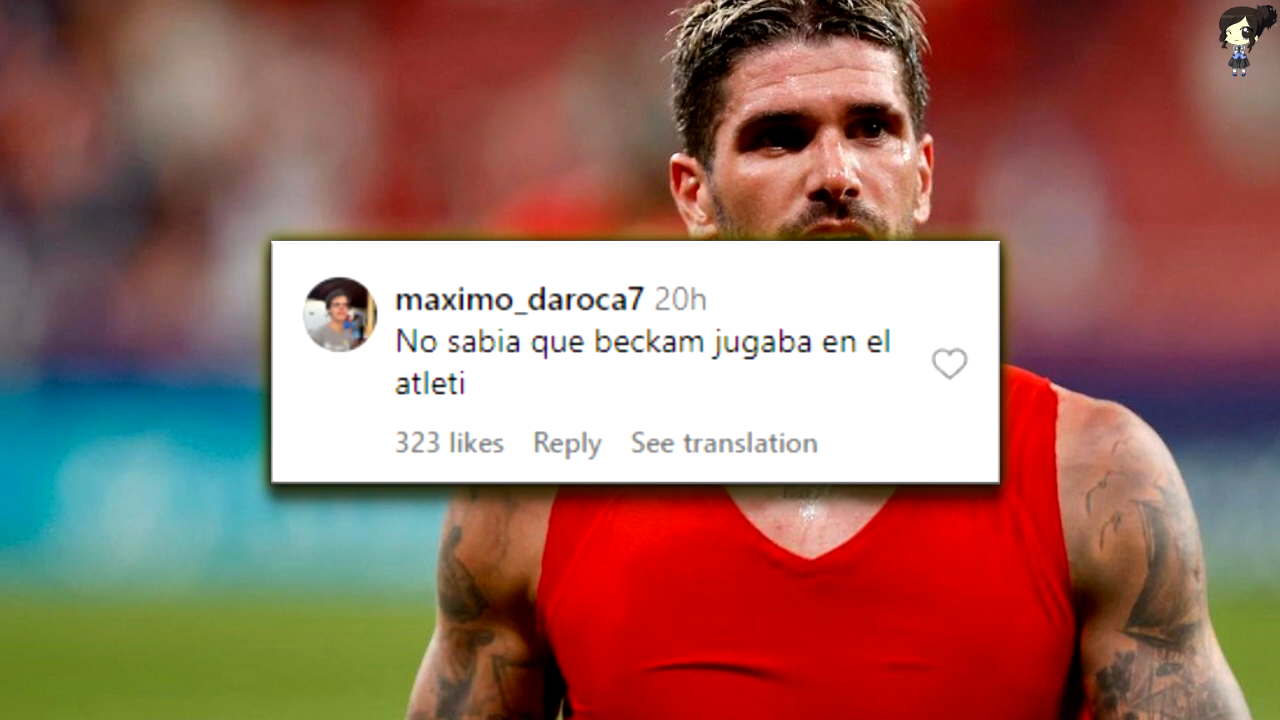 maximo_daroca7 20h
No sabia que beckam jugaba en el
atleti
323 likes Reply See translation